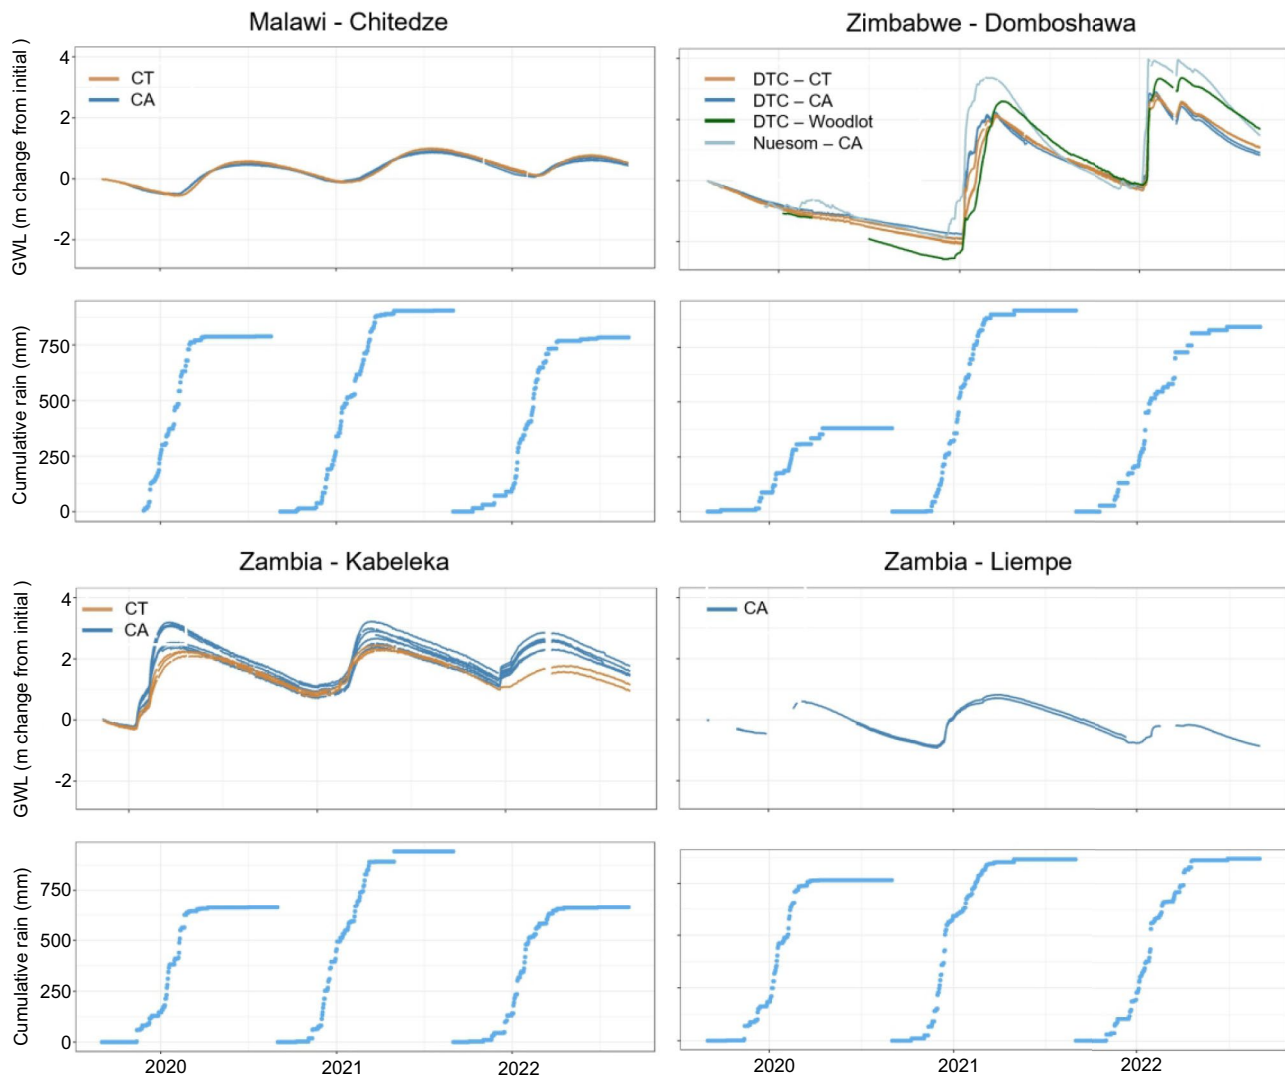 Malawi - Chitedze
Zimbabwe - Domboshawa
GWL (m change from initial )
4
2
0
-2
CT
CA
DTC – CT
DTC – CA
DTC – Woodlot
Nuesom – CA
Cumulative rain (mm)
750
500
250
0
Zambia - Kabeleka
Zambia - Liempe
GWL (m change from initial )
4
2
0
-2
CT
CA
CA
Cumulative rain (mm)
750
500
250
0
2020
2021
2022
2020
2021
2022